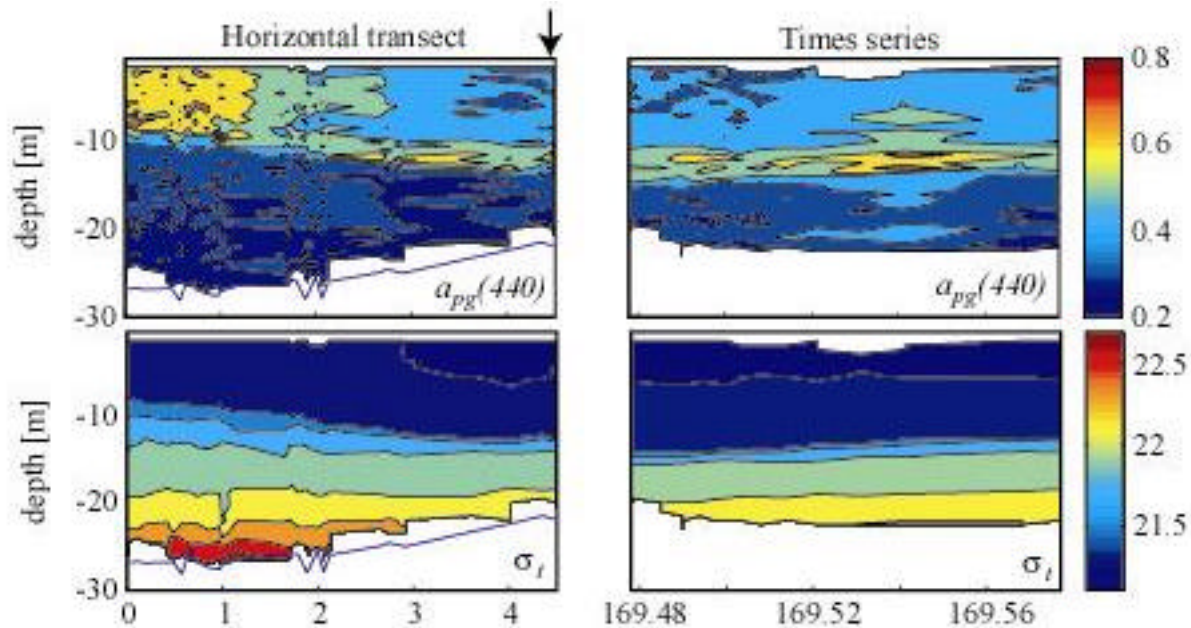 Horizontal transect
Times series
depth [m]
-10
-20
-30
a_pg(440)
a_pg(440)
0.8
0.6
0.4
0.2
depth [m]
-10
-20
-30
σ_t
σ_t
22.5
22
21.5
0 1 2 3 4
169.48 169.52 169.56